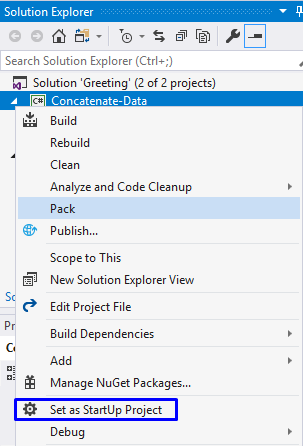 Solution Explorer
Search Solution Explorer (Ctrl+;)
Solution 'Greeting' (2 of 2 projects)
C# Concatenate-Data
Build
Rebuild
Clean
Analyze and Code Cleanup
Pack
Publish...
Scope to This
New Solution Explorer View
Edit Project File
Build Dependencies
Add
Manage NuGet Packages...
Set as StartUp Project
Debug
So
Pr
Co